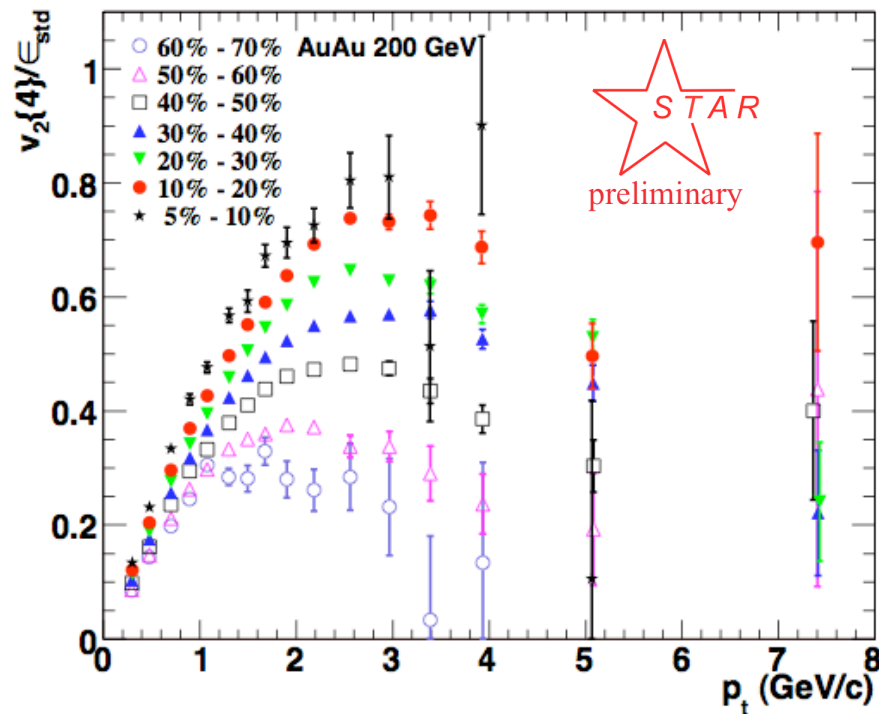 v₂{4}/∈std
1
0.8
0.6
0.4
0.2
0
60% - 70% AuAu 200 GeV
50% - 60%
40% - 50%
30% - 40%
20% - 30%
10% - 20%
5% - 10%
STAR
preliminary
0 1 2 3 4 5 6 7 8
pt (GeV/c)